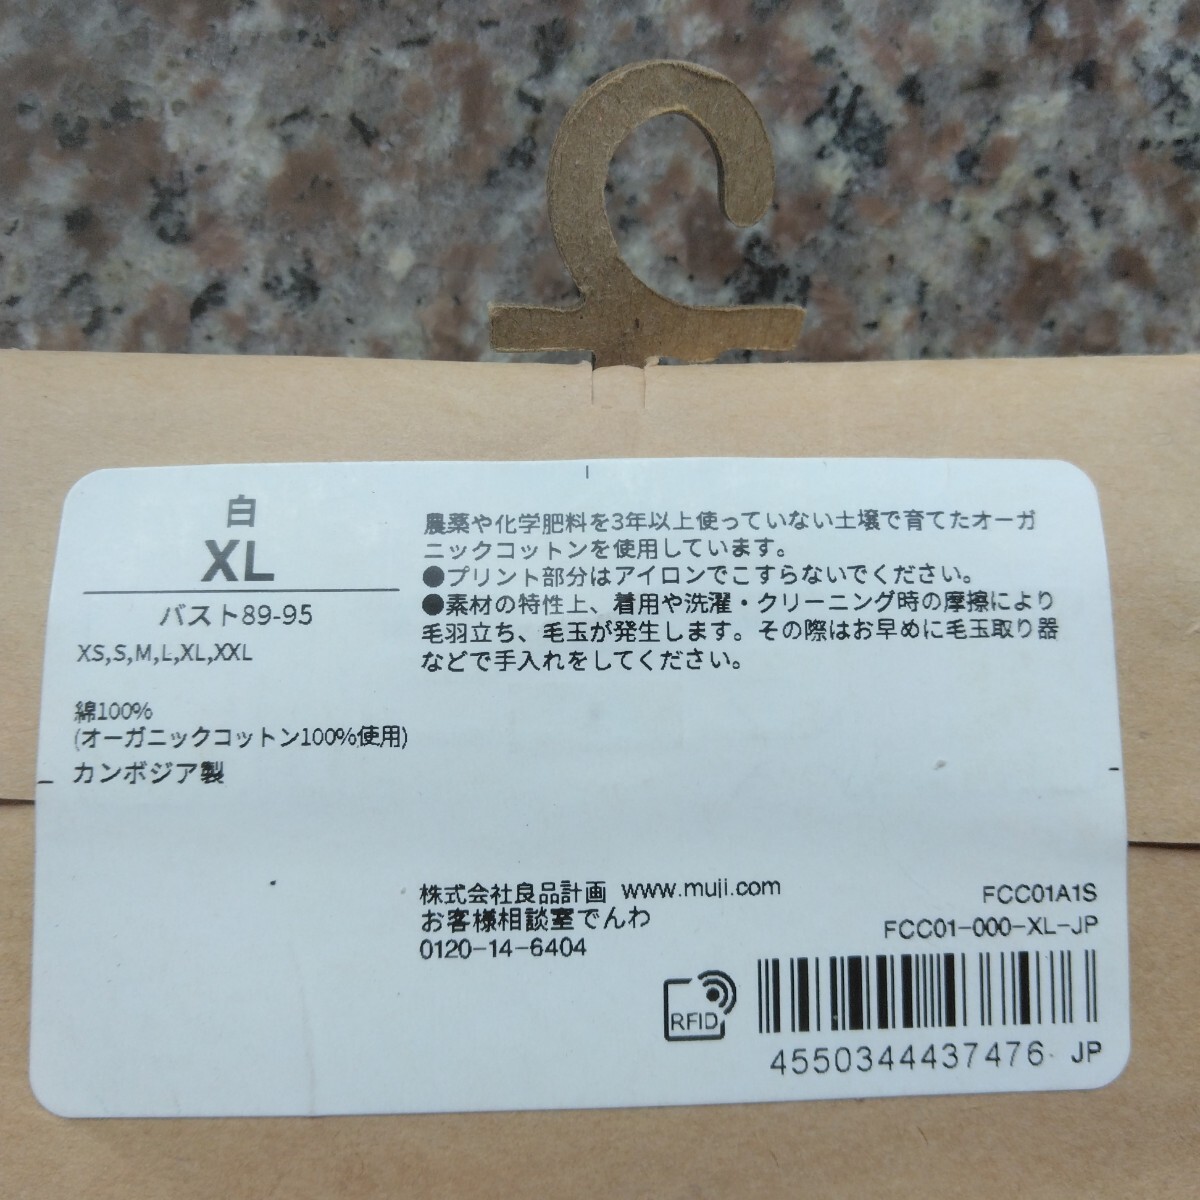 白
XL
バスト89-95
XS,S,M,L,XL,XXL
綿100%
(オーガニックコットン100%使用)
カンボジア製
農薬や化学肥料を3年以上使っていない土壌で育てたオーガ
ニックコットンを使用しています。
●プリント部分はアイロンでこすらないでください。
●素材の特性上、着用や洗濯・クリーニング時の摩擦により
毛羽立ち、毛玉が発生します。その際はお早めに毛玉取り器
などで手入れをしてください。
株式会社良品計画 www.muji.com
お客様相談室でんわ
0120-14-6404
FCC01A1S
FCC01-000-XL-JP
RFID
4550344437476 JP